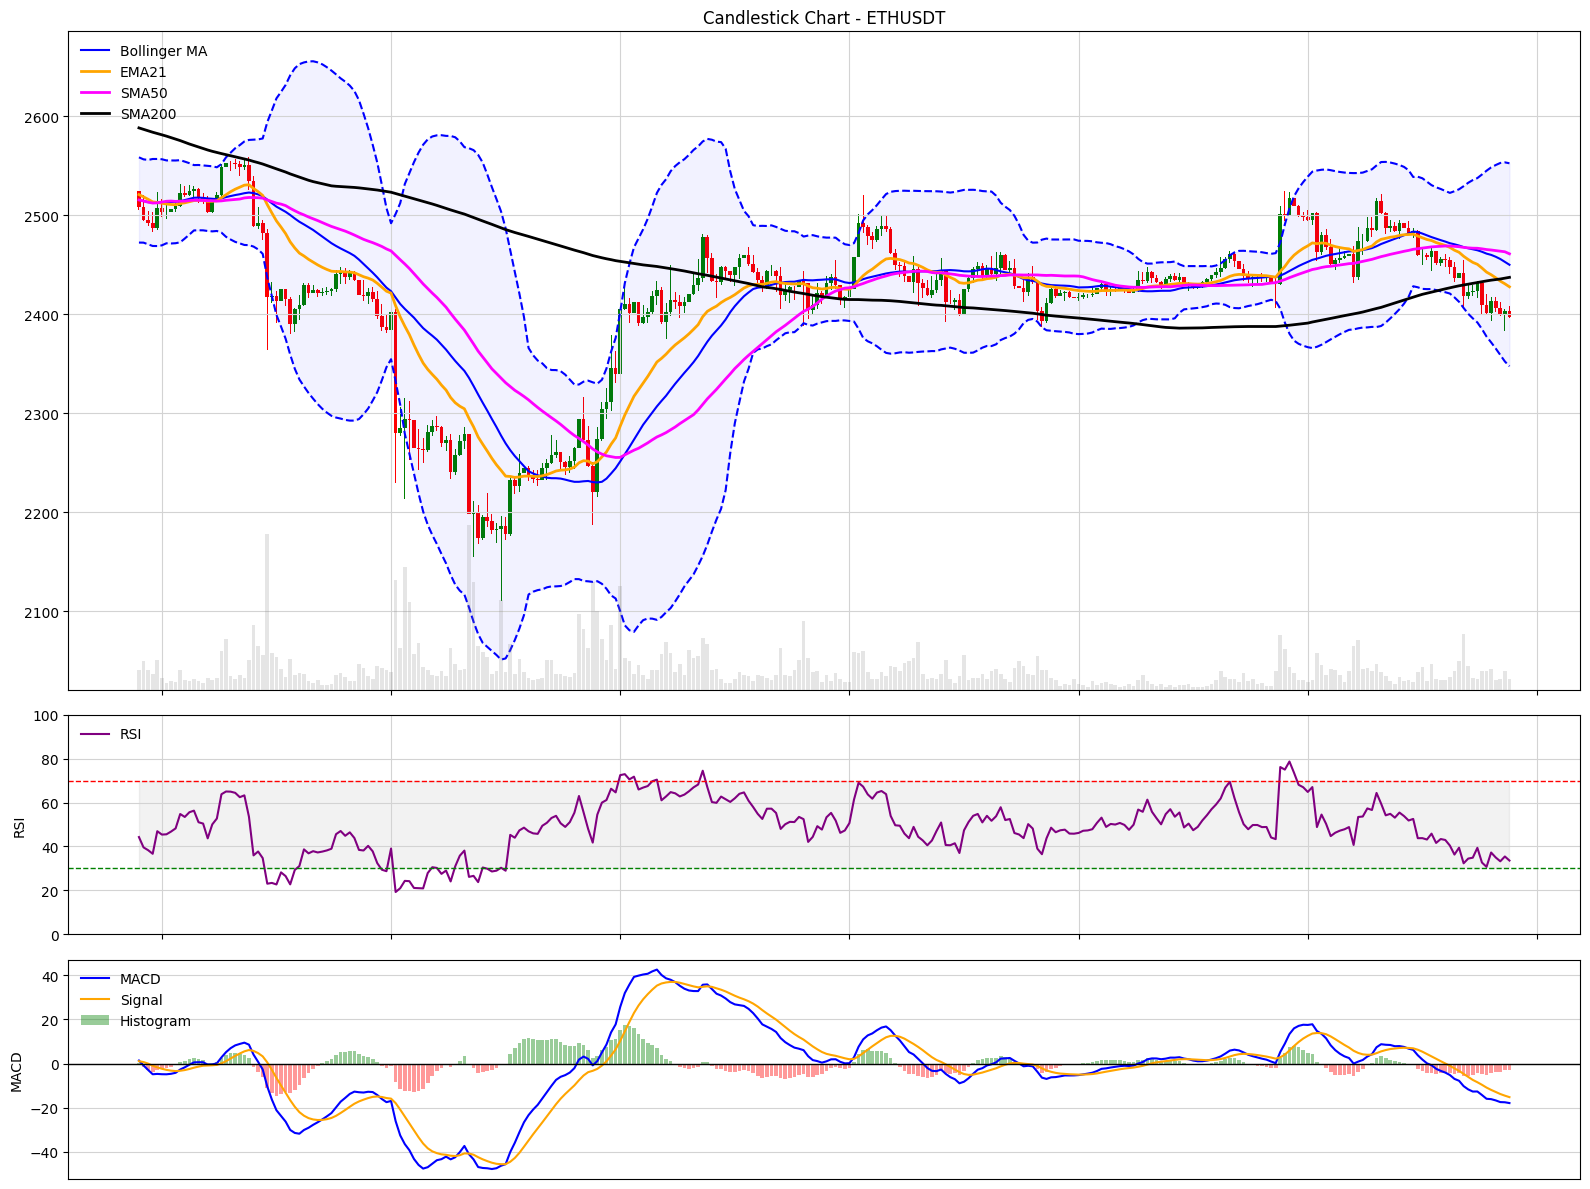 Candlestick Chart - ETHUSDT
Bollinger MA
EMA21
SMA50
SMA200
2600
2500
2400
2300
2200
2100
RSI
100
80
60
40
20
0
RSI
MACD
Signal
Histogram
40
20
0
−20
−40
MACD